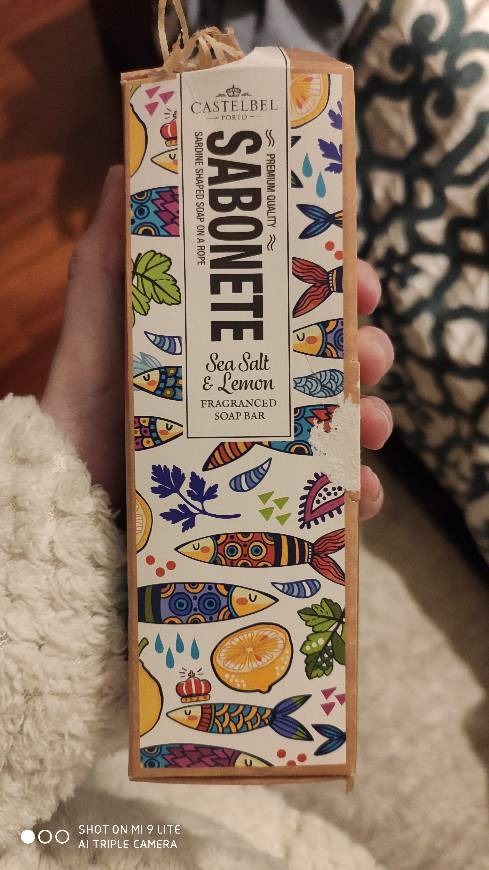 CASTELBEL
PORTO
SABONETE
PREMIUM QUALITY
SARDINE SHAPED SOAP ON A ROPE
Sea Salt
& Lemon
FRAGRANCED
SOAP BAR
SHOT ON MI 9 LITE
AI TRIPLE CAMERA